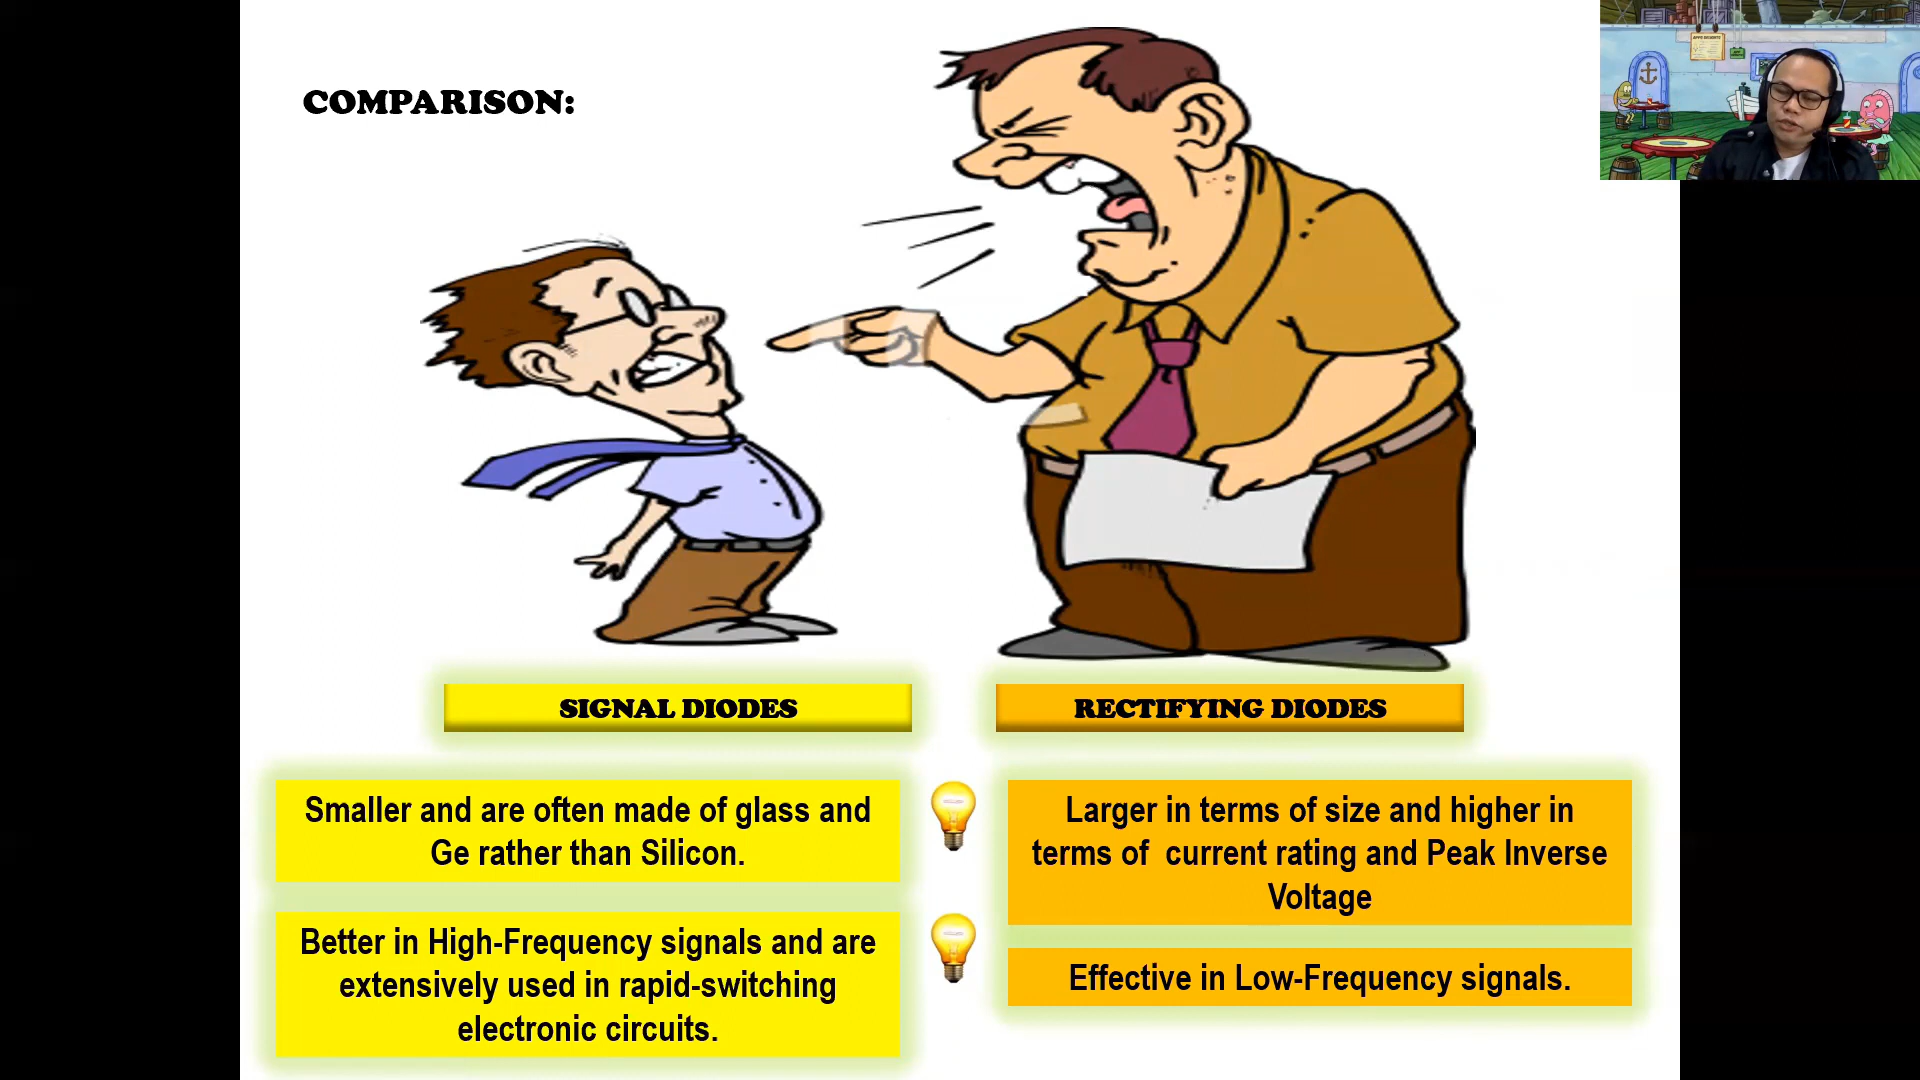 COMPARISON:
SIGNAL DIODES
RECTIFYING DIODES
Smaller and are often made of glass and
Ge rather than Silicon.
Larger in terms of size and higher in
terms of current rating and Peak Inverse
Voltage
Better in High-Frequency signals and are
extensively used in rapid-switching
electronic circuits.
Effective in Low-Frequency signals.